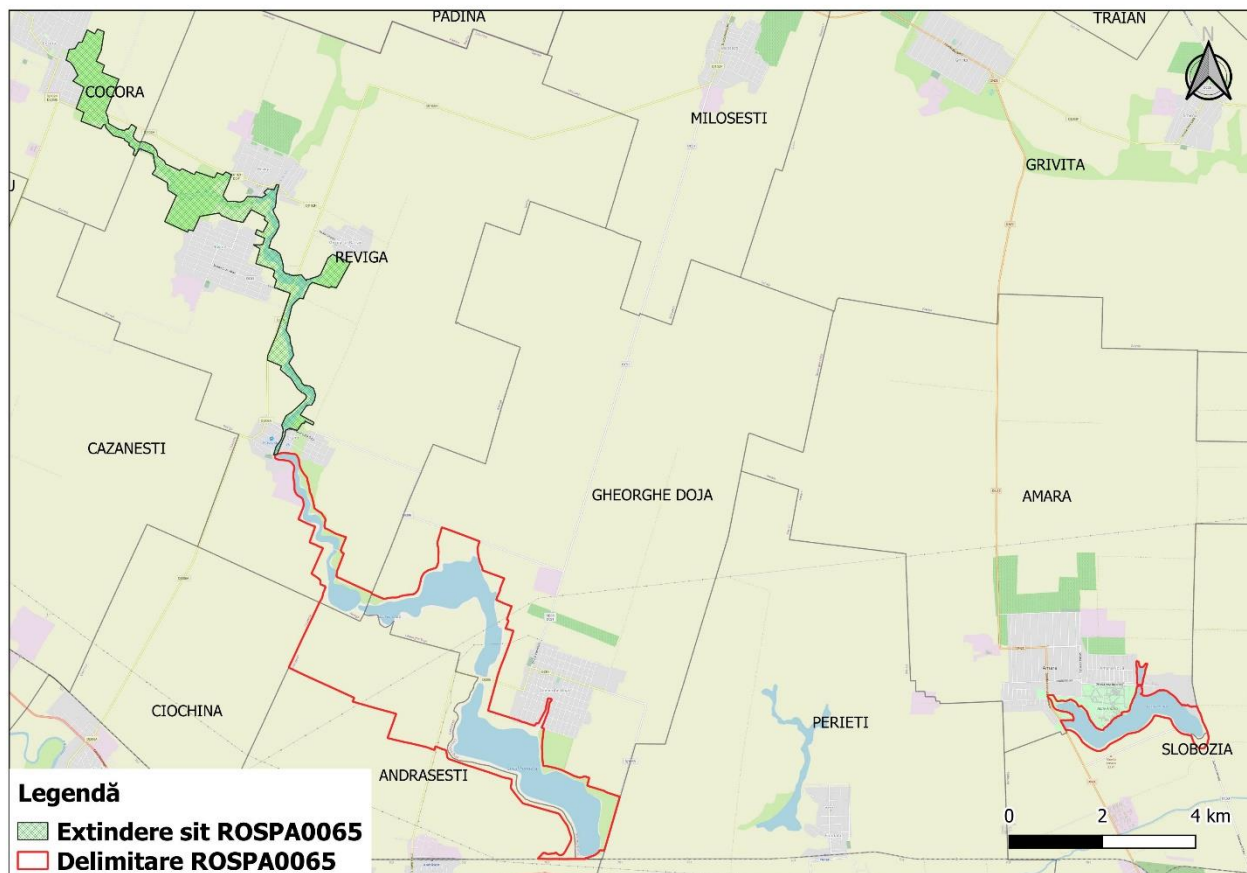 PADINA
TRAIAN
N
COCORA
MILOSESTI
GRIVITA
REVIGA
CAZANESTI
GHEORGHE DOJA
AMARA
CIOCHINA
PERIETI
SLOBOZIA
ANDRASESTI
Legendă
Extindere sit ROSPA0065
Delimitare ROSPA0065
0 2 4 km